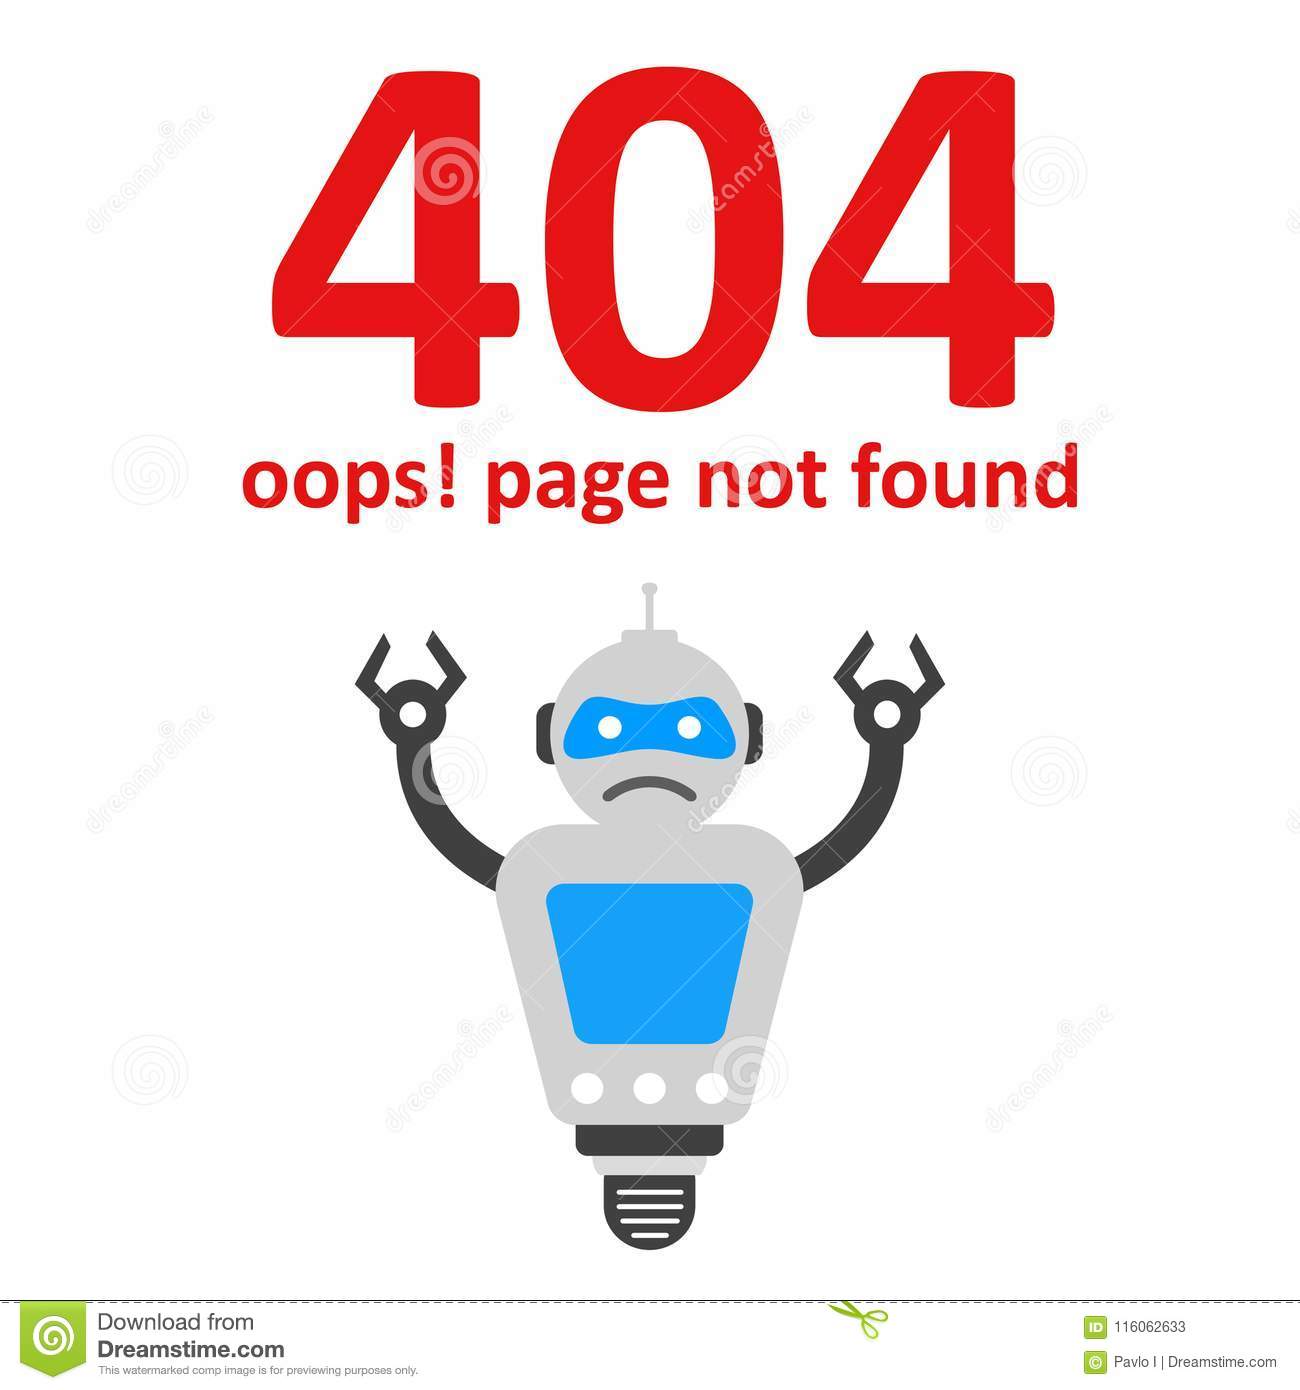 404
oops! page not found
dreamstime
Download from
Dreamstime.com
This watermarked comp image is for previewing purposes only.
ID 116062633
© Pavlo I | Dreamstime.com